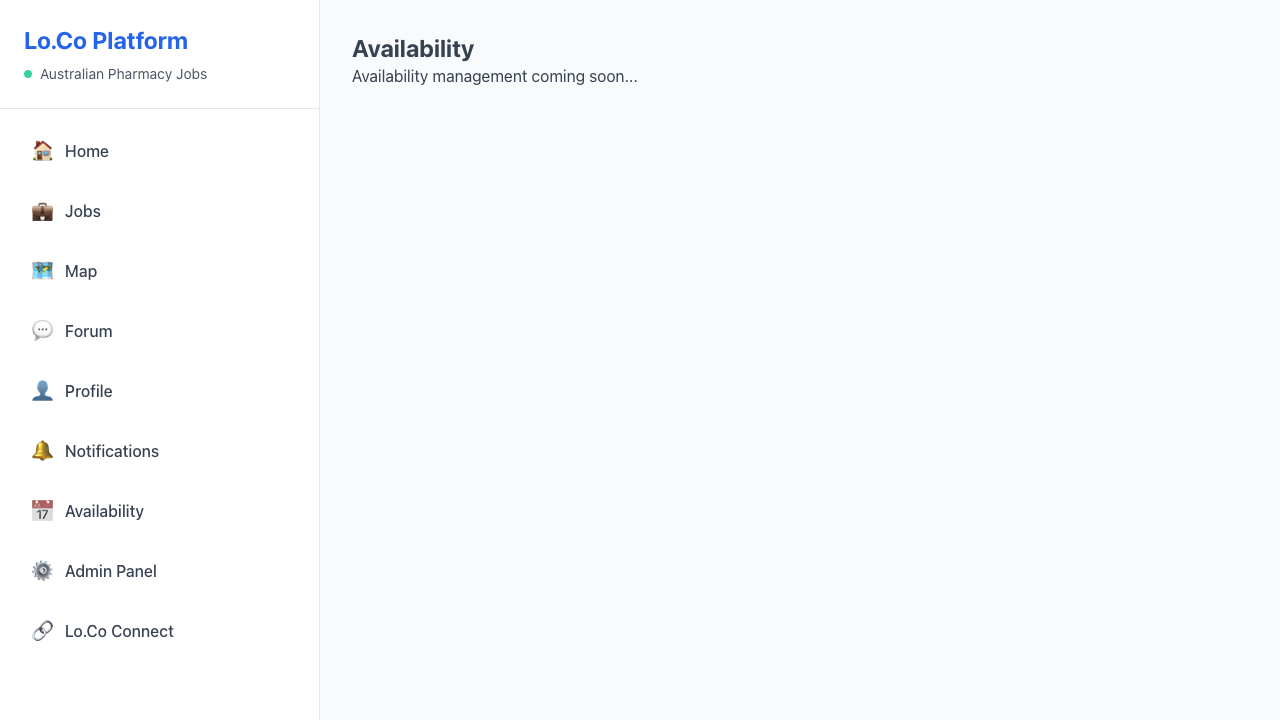 Lo.Co Platform
Australian Pharmacy Jobs
Home
Jobs
Map
Forum
Profile
Notifications
17
Availability
Admin Panel
Lo.Co Connect
Availability
Availability management coming soon...